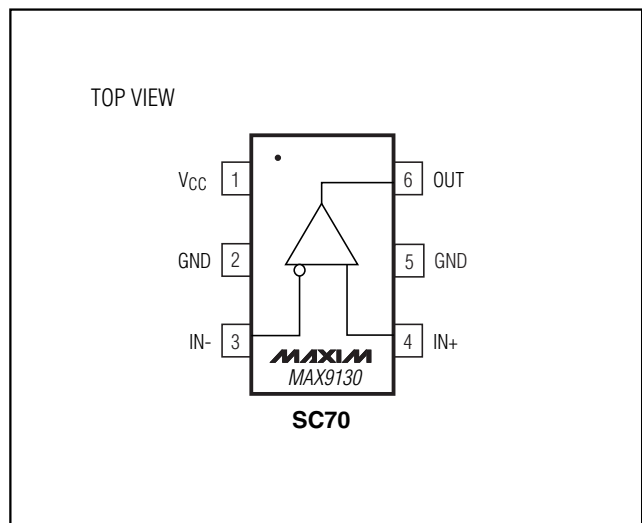 TOP VIEW
VCC 1 6 OUT
GND 2 5 GND
IN- 3 4 IN+
MAXIM
MAX9130
SC70